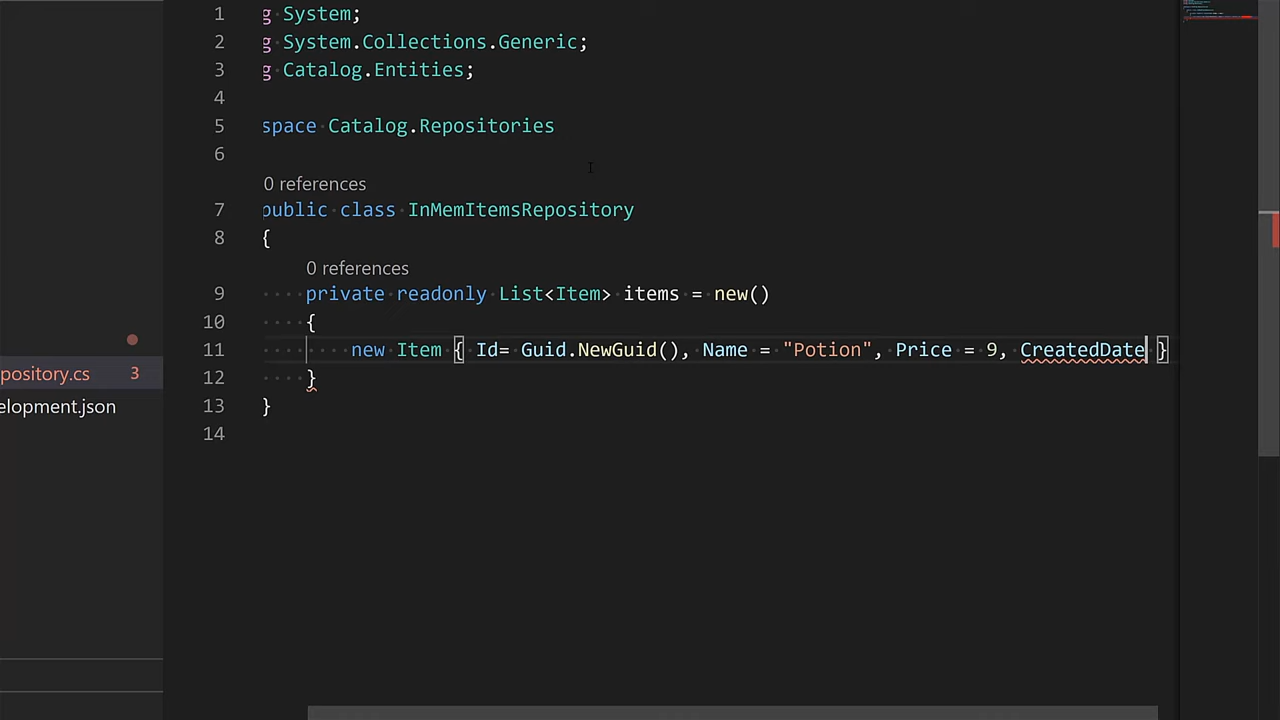 1 g System;
2 g System.Collections.Generic;
3 g Catalog.Entities;
4
5 space Catalog.Repositories
6
0 references
7 public class InMemItemsRepository
8 {
0 references
9 private readonly List<Item> items = new()
10 {
11 new Item { Id= Guid.NewGuid(), Name = "Potion", Price = 9, CreatedDate }
pository.cs 3
12 }
13 }
elopment.json
14